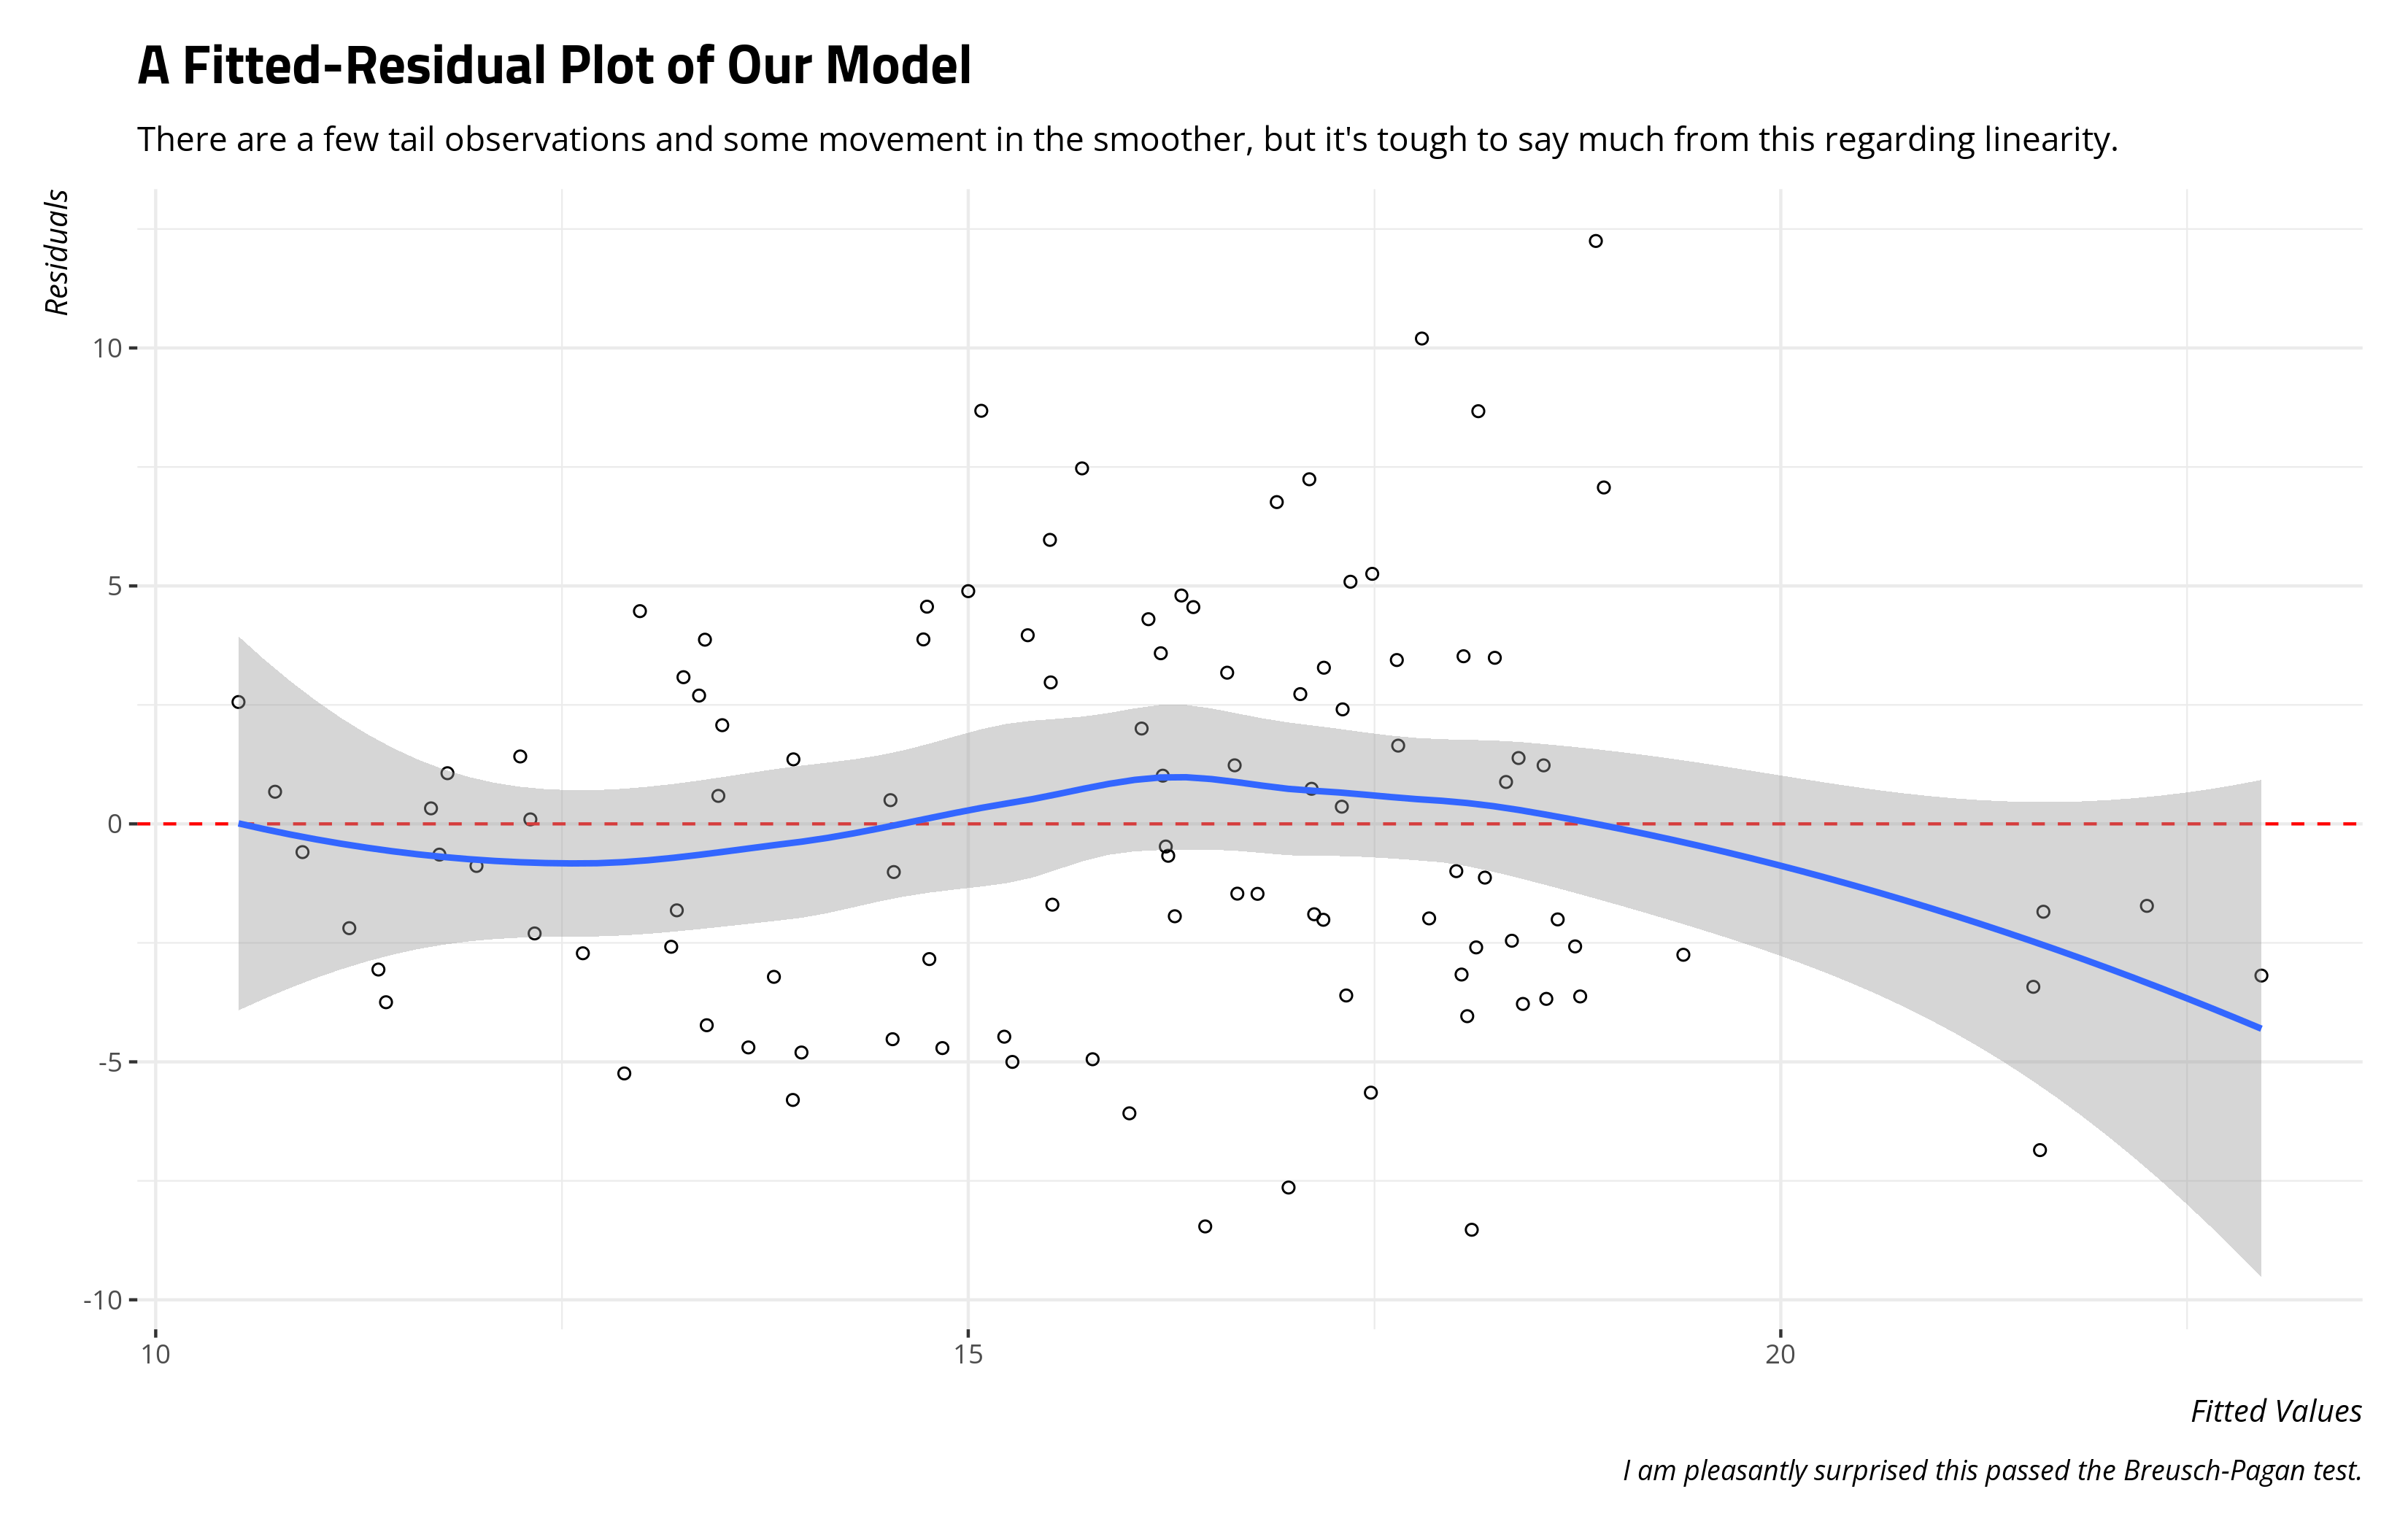 A Fitted-Residual Plot of Our Model
There are a few tail observations and some movement in the smoother, but it's tough to say much from this regarding linearity.
Residuals
10
5
0
-5
-10
10
15
20
Fitted Values
I am pleasantly surprised this passed the Breusch-Pagan test.